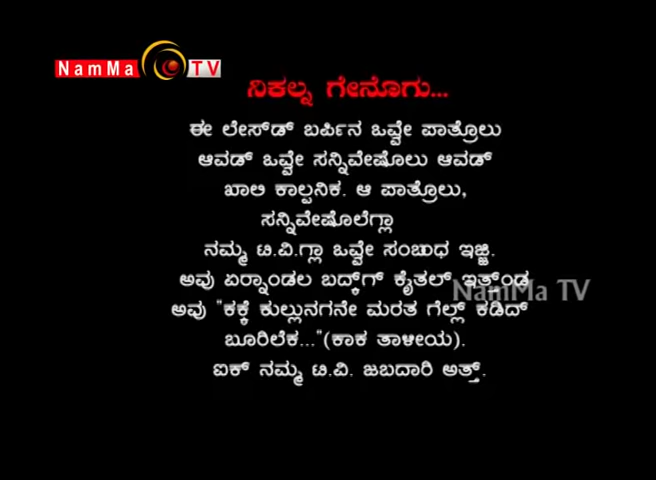 NamMa TV
ನಿಕಲ್ನ ಗೇನೊಗು...
ಈ ಲೇಸ್‌ಡ್ ಬರ್ಪಿನ ಒವ್ವೇ ಪಾತ್ರೊಲು
ಆವಡ್ ಒವ್ವೇ ಸನ್ನಿವೇಷೊಲು ಆವಡ್
ಖಾಲಿ ಕಾಲ್ಪನಿಕ. ಆ ಪಾತ್ರೊಲು,
ಸನ್ನಿವೇಷೊಲೆಗ್ಲಾ
ನಮ್ಮ ಟಿ.ವಿ.ಗ್ಲಾ ಒವ್ವೇ ಸಂಬಂಧ ಇಜ್ಜಿ.
ಅವು ಏರ್‍ನಾಂಡಲ ಬದ್ಕ್‌ಗ್ ಕೈತಲ್ ಇತ್ತ್ಂಡ
NamMa TV
ಅವು "ಕಕ್ಕೆ ಕುಲ್ಲುನಗನೇ ಮರತ ಗೆಲ್ಲ್ ಕಡಿದ್
ಬೂರಿಲೆಕ..."(ಕಾಕ ತಾಳೀಯ).
ಐಕ್ ನಮ್ಮ ಟಿ.ವಿ. ಜಬದಾರಿ ಅತ್ತ್.